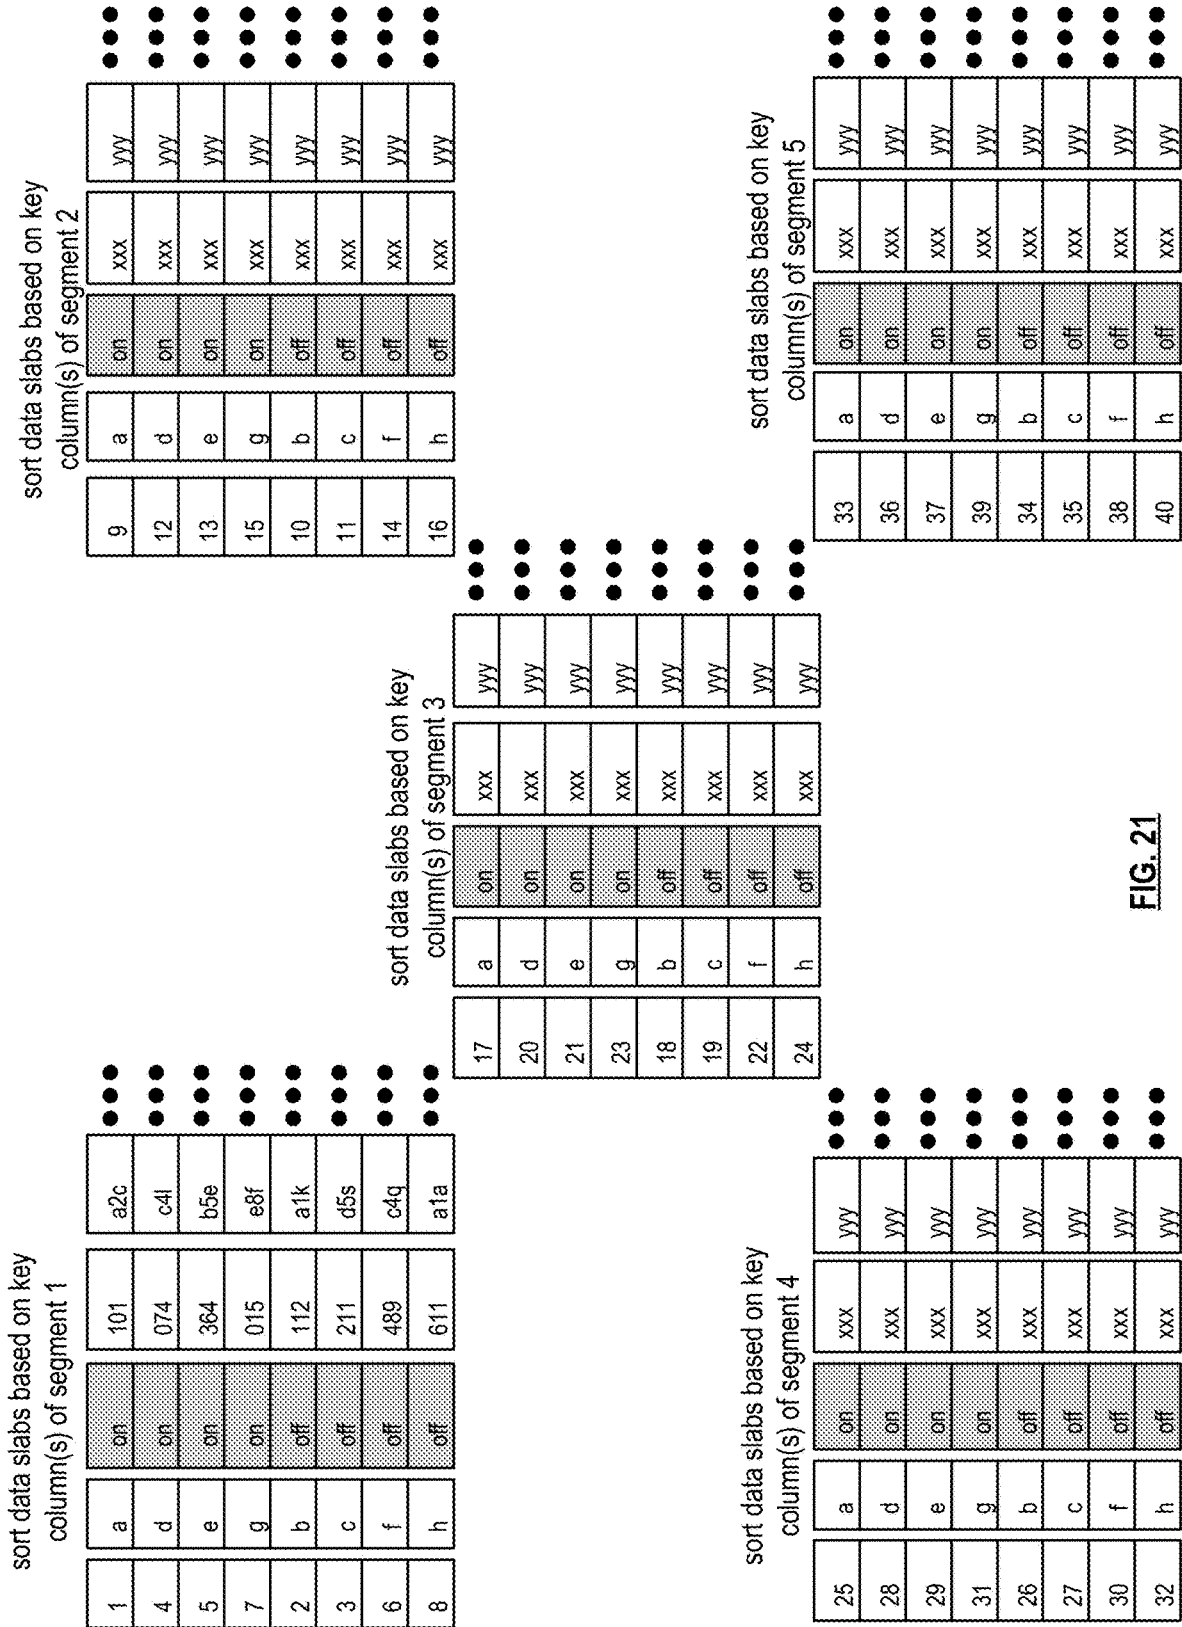 sort data slabs based on key
column(s) of segment 1
1 a on 101 a2c
4 d on 074 c4l
5 e on 364 b5e
7 g on 015 e8f
2 b off 112 a1k
3 c off 211 d5s
6 f off 489 c4q
8 h off 611 a1a
sort data slabs based on key
column(s) of segment 2
9 a on xxx yyy
12 d on xxx yyy
13 e on xxx yyy
15 g on xxx yyy
10 b off xxx yyy
11 c off xxx yyy
14 f off xxx yyy
16 h off xxx yyy
sort data slabs based on key
column(s) of segment 3
17 a on xxx yyy
20 d on xxx yyy
21 e on xxx yyy
23 g on xxx yyy
18 b off xxx yyy
19 c off xxx yyy
22 f off xxx yyy
24 h off xxx yyy
sort data slabs based on key
column(s) of segment 4
25 a on xxx yyy
28 d on xxx yyy
29 e on xxx yyy
31 g on xxx yyy
26 b off xxx yyy
27 c off xxx yyy
30 f off xxx yyy
32 h off xxx yyy
sort data slabs based on key
column(s) of segment 5
33 a on xxx yyy
36 d on xxx yyy
37 e on xxx yyy
39 g on xxx yyy
34 b off xxx yyy
35 c off xxx yyy
38 f off xxx yyy
40 h off xxx yyy
FIG. 21